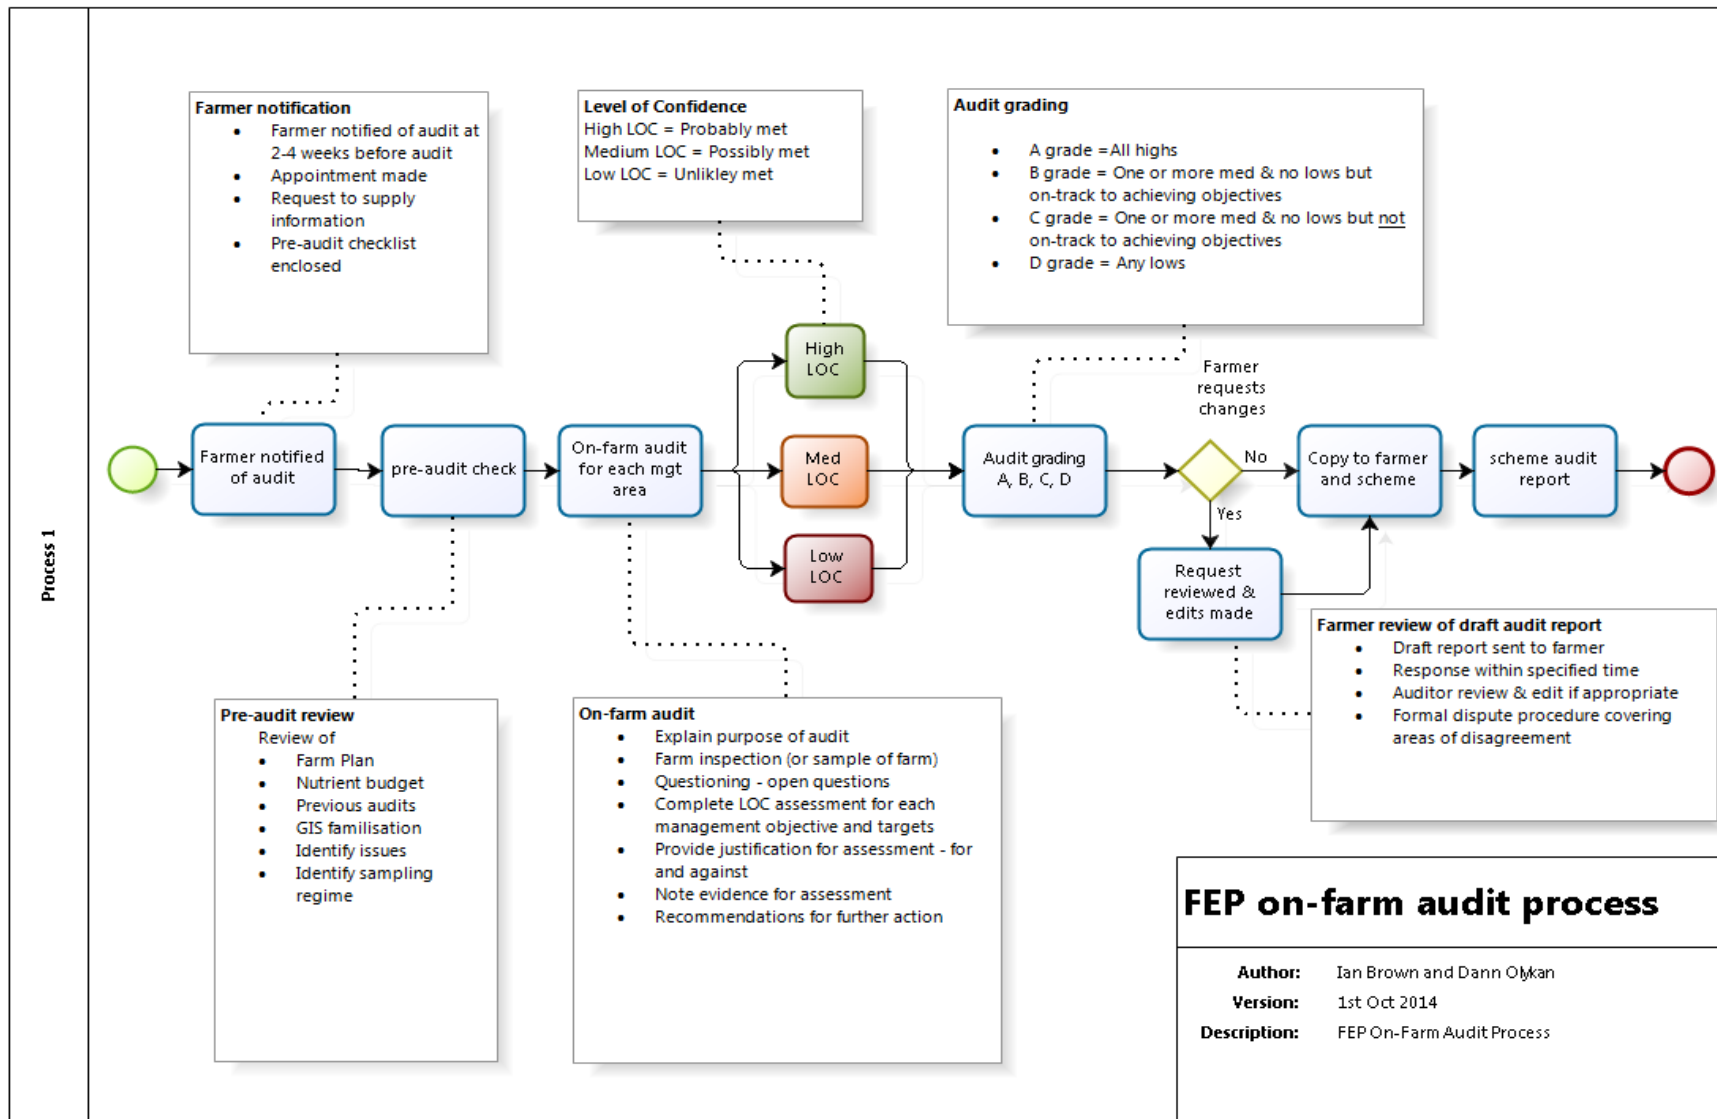 Process 1
Farmer notification
• Farmer notified of audit at
2-4 weeks before audit
• Appointment made
• Request to supply
information
• Pre-audit checklist
enclosed
Level of Confidence
High LOC = Probably met
Medium LOC = Possibly met
Low LOC = Unlikley met
Audit grading
• A grade =All highs
• B grade = One or more med & no lows but
on-track to achieving objectives
• C grade = One or more med & no lows but not
on-track to achieving objectives
• D grade = Any lows
Farmer notified
of audit
pre-audit check
On-farm audit
for each mgt
area
High
LOC
Med
LOC
Low
LOC
Audit grading
A, B, C, D
Farmer
requests
changes
No
Yes
Copy to farmer
and scheme
scheme audit
report
Request
reviewed &
edits made
Pre-audit review
Review of
• Farm Plan
• Nutrient budget
• Previous audits
• GIS familisation
• Identify issues
• Identify sampling
regime
On-farm audit
• Explain purpose of audit
• Farm inspection (or sample of farm)
• Questioning - open questions
• Complete LOC assessment for each
management objective and targets
• Provide justification for assessment - for
and against
• Note evidence for assessment
• Recommendations for further action
Farmer review of draft audit report
• Draft report sent to farmer
• Response within specified time
• Auditor review & edit if appropriate
• Formal dispute procedure covering
areas of disagreement
FEP on-farm audit process
Author: Ian Brown and Dann Olykan
Version: 1st Oct 2014
Description: FEP On-Farm Audit Process